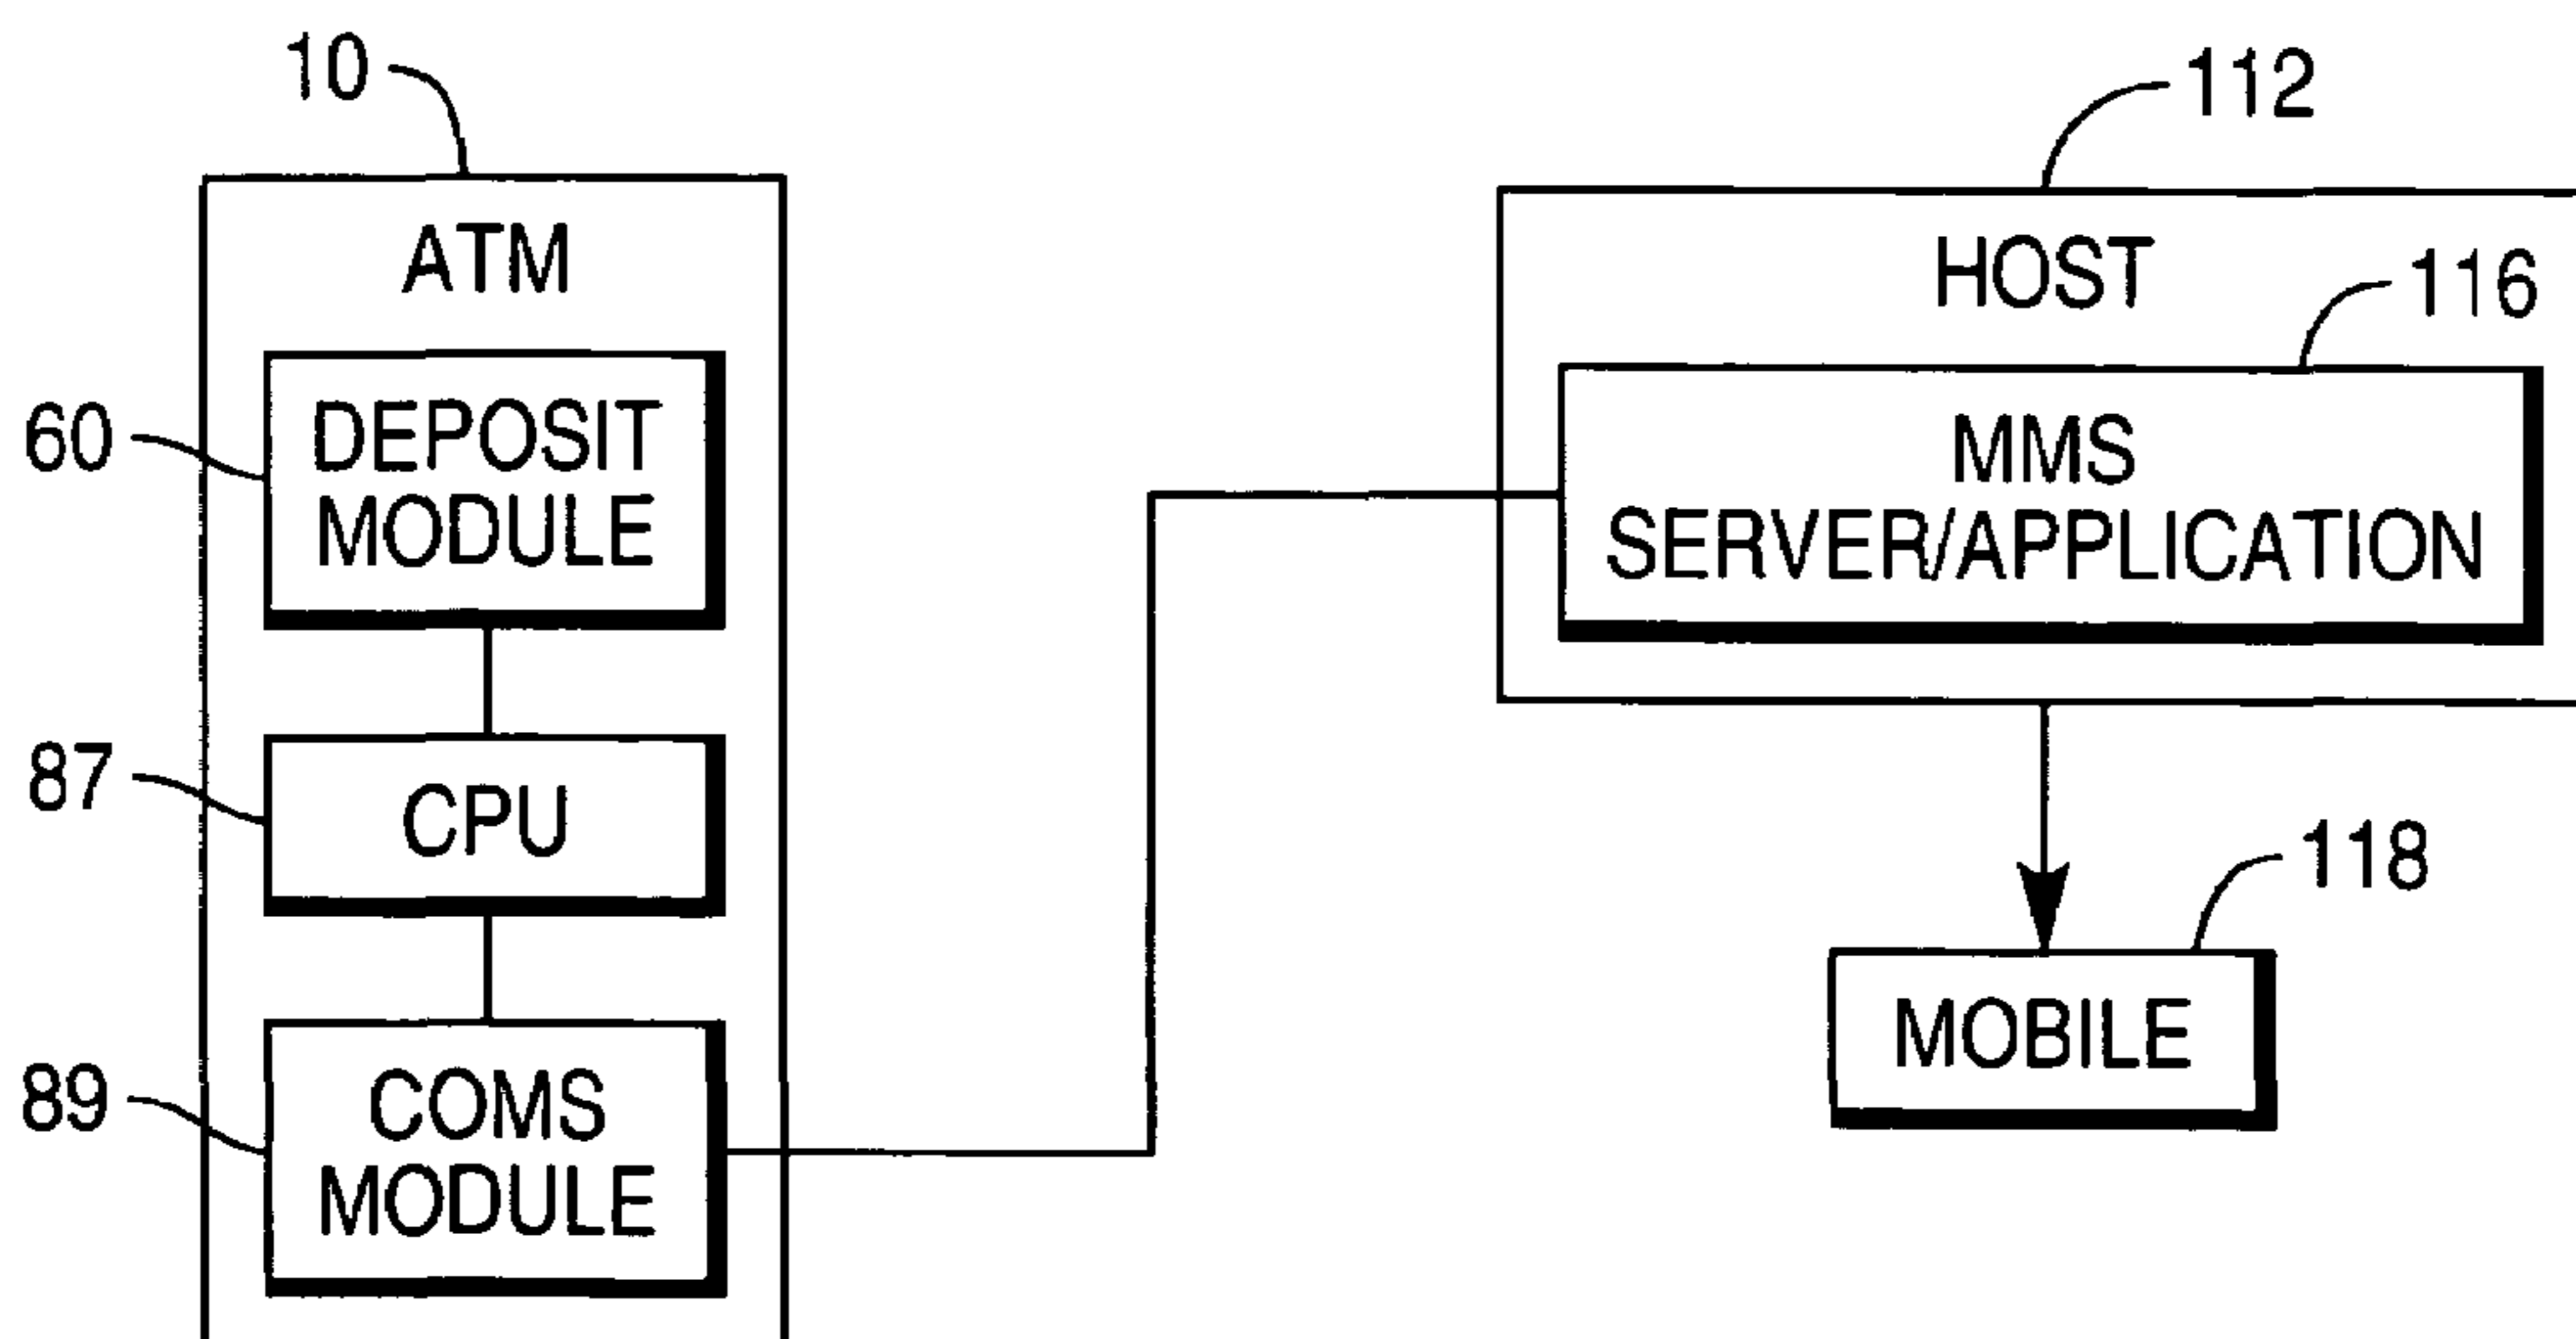 10
ATM
60
DEPOSIT
MODULE
87
CPU
89
COMS
MODULE
112
HOST
116
MMS
SERVER/APPLICATION
118
MOBILE